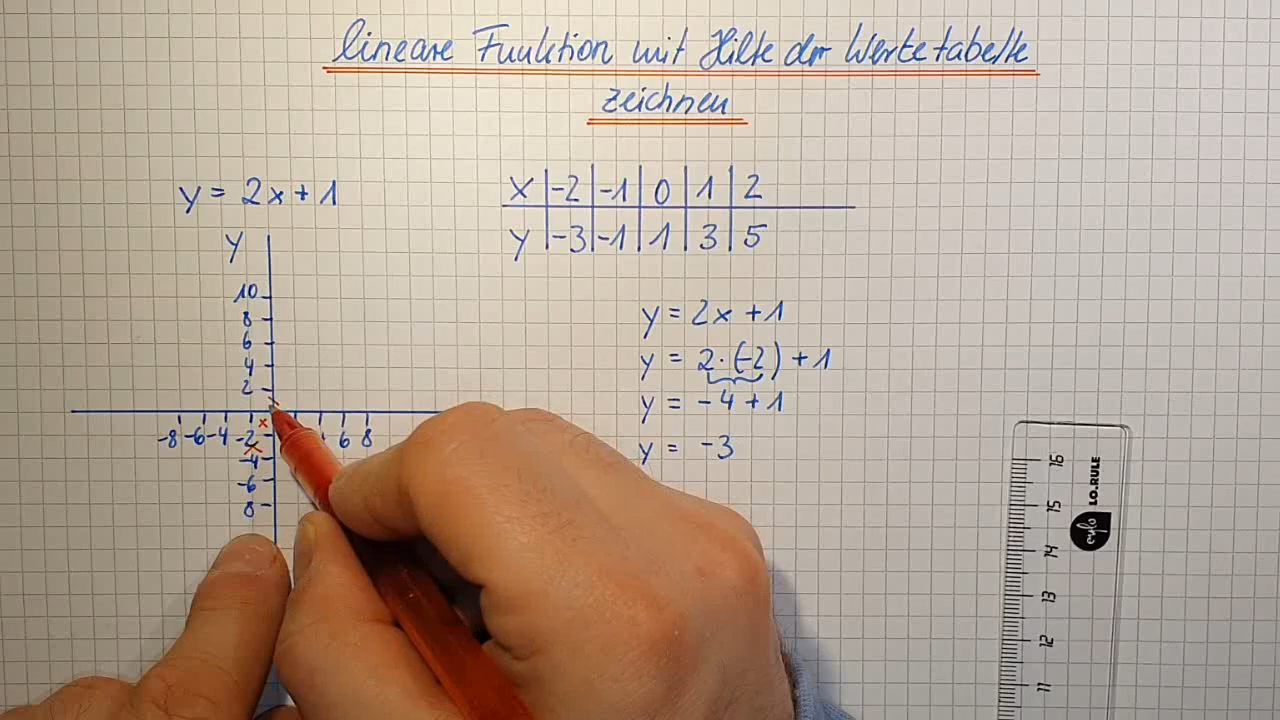 lineare Funktion mit Hilfe der Wertetabelle
zeichnen
y = 2x + 1
x -2 -1 0 1 2
y -3 -1 1 3 5
y
10
8
6
4
2
-8 -6 -4 -2 6 8
-4
-6
8
y = 2x + 1
y = 2·(-2) + 1
y = -4 + 1
y = -3
16
15
14
13
12
11
eylo LO.RULE